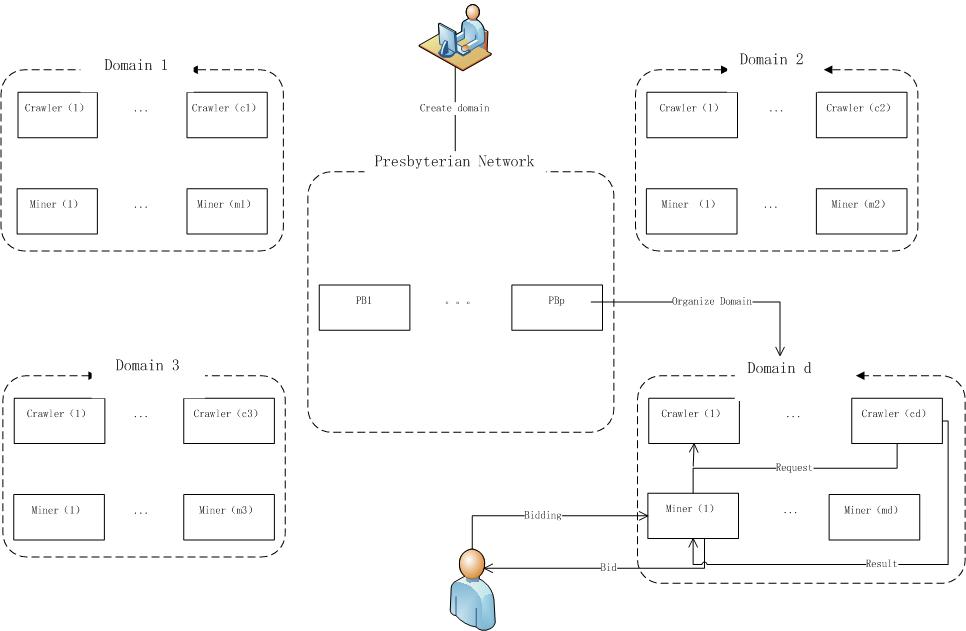 Domain 1
Domain 2
Crawler (1)
...
Crawler (c1)
Create domain
Crawler (1)
...
Crawler (c2)
Presbyterian Network
Miner (1)
...
Miner (m1)
Miner (1)
...
Miner (m2)
PB1
。。。
PBp
Organize Domain
Domain 3
Domain d
Crawler (1)
...
Crawler (c3)
Crawler (1)
...
Crawler (cd)
Request
Miner (1)
...
Miner (m3)
Bidding
Miner (1)
...
Miner (md)
Bid
Result